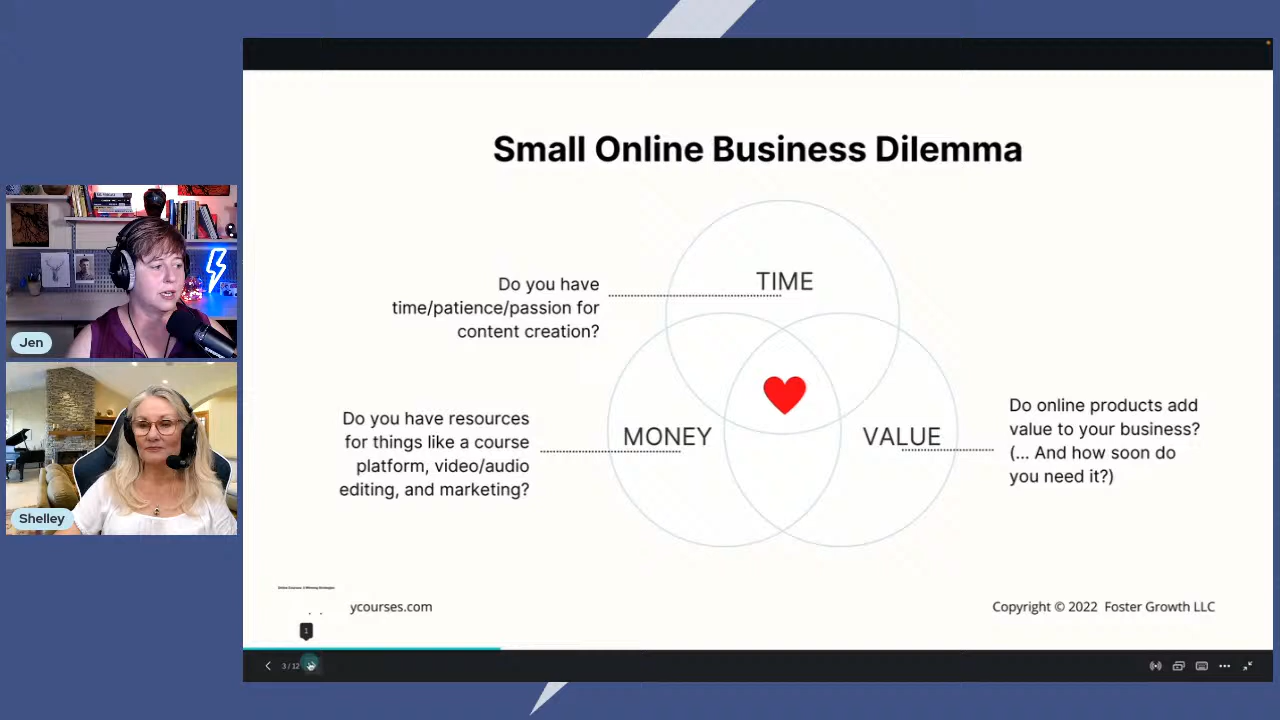 Small Online Business Dilemma
TIME
Do you have
time/patience/passion for
content creation?
Do you have resources
for things like a course
platform, video/audio
editing, and marketing?
MONEY
VALUE
Do online products add
value to your business?
(... And how soon do
you need it?)
Jen
Shelley
ycourses.com
Copyright © 2022 Foster Growth LLC
1
3 / 12